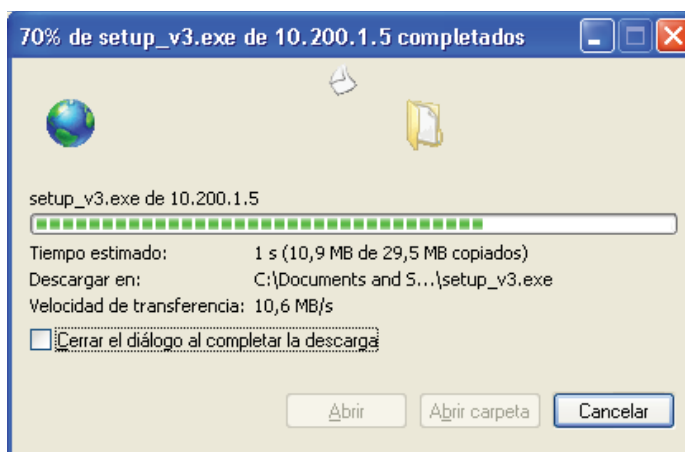 70% de setup_v3.exe de 10.200.1.5 completados
setup_v3.exe de 10.200.1.5
Tiempo estimado: 1 s (10,9 MB de 29,5 MB copiados)
Descargar en: C:\Documents and S...\setup_v3.exe
Velocidad de transferencia: 10,6 MB/s
Cerrar el diálogo al completar la descarga
Abrir Abrir carpeta Cancelar